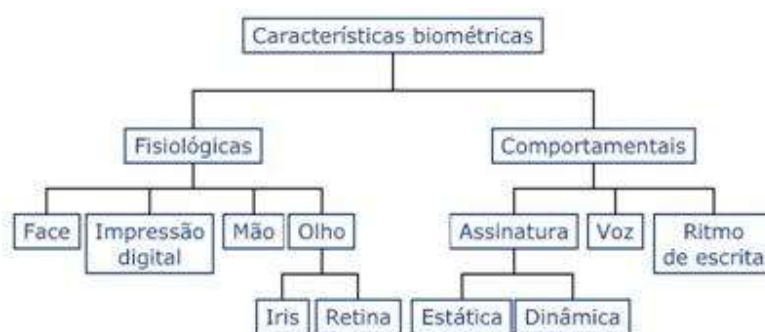 Características biométricas
Fisiológicas
Comportamentais
Face
Impressão
digital
Mão
Olho
Assinatura
Voz
Ritmo
de escrita
Iris
Retina
Estática
Dinâmica